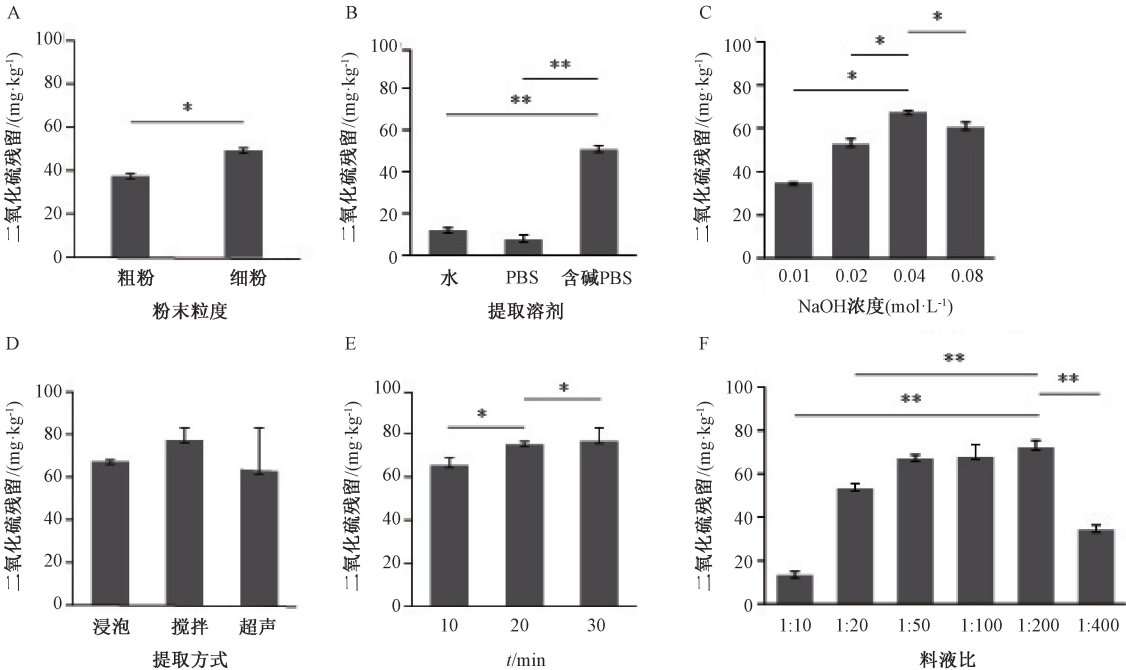 A
二氧化硫残留/(mg·kg⁻¹)
100
80
60
40
20
0
*
粗粉 细粉
粉末粒度
B
二氧化硫残留/(mg·kg⁻¹)
100
80
60
40
20
0
**
**
水 PBS 含碱PBS
提取溶剂
C
二氧化硫残留/(mg·kg⁻¹)
100
80
60
40
20
0
*
*
*
0.01 0.02 0.04 0.08
NaOH浓度(mol·L⁻¹)
D
二氧化硫残留/(mg·kg⁻¹)
100
80
60
40
20
0
浸泡 搅拌 超声
提取方式
E
二氧化硫残留/(mg·kg⁻¹)
100
80
60
40
20
0
*
*
10 20 30
t/min
F
二氧化硫残留/(mg·kg⁻¹)
100
80
60
40
20
0
**
**
**
1:10 1:20 1:50 1:100 1:200 1:400
料液比